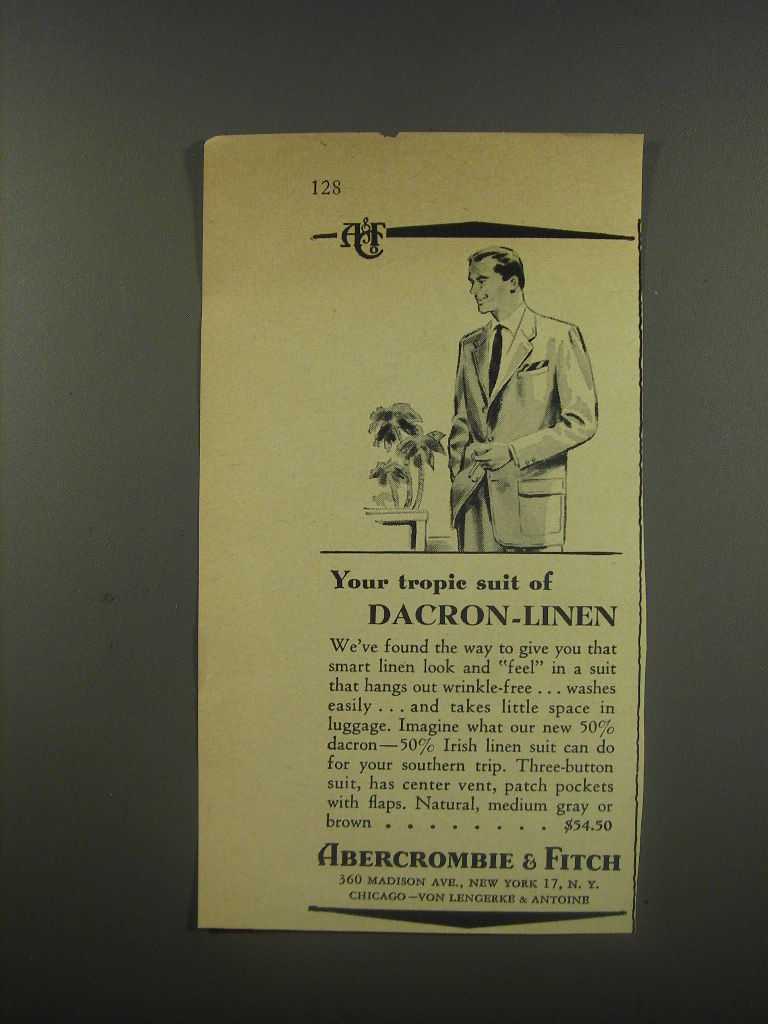 128
A&F Co
Your tropic suit of
DACRON-LINEN
We've found the way to give you that
smart linen look and "feel" in a suit
that hangs out wrinkle-free . . . washes
easily . . . and takes little space in
luggage. Imagine what our new 50%
dacron—50% Irish linen suit can do
for your southern trip. Three-button
suit, has center vent, patch pockets
with flaps. Natural, medium gray or
brown . . . . . . . . $54.50
ABERCROMBIE & FITCH
360 MADISON AVE., NEW YORK 17, N. Y.
CHICAGO—VON LENGERKE & ANTOINE